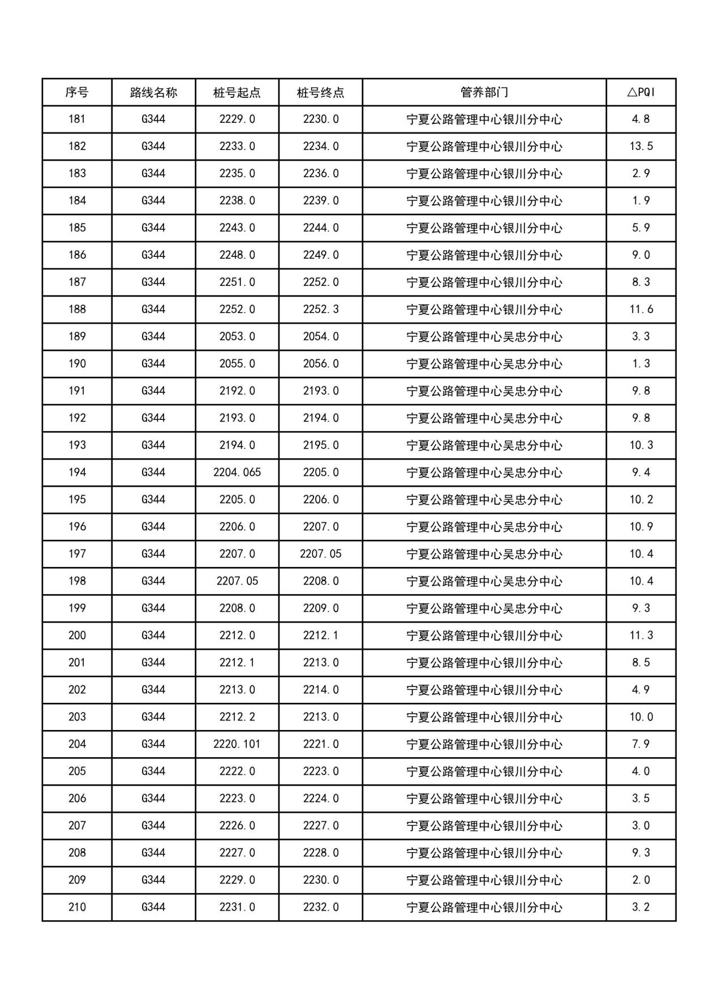 序号 路线名称 桩号起点 桩号终点 管养部门 △PQI
181 G344 2229.0 2230.0 宁夏公路管理中心银川分中心 4.8
182 G344 2233.0 2234.0 宁夏公路管理中心银川分中心 13.5
183 G344 2235.0 2236.0 宁夏公路管理中心银川分中心 2.9
184 G344 2238.0 2239.0 宁夏公路管理中心银川分中心 1.9
185 G344 2243.0 2244.0 宁夏公路管理中心银川分中心 5.9
186 G344 2248.0 2249.0 宁夏公路管理中心银川分中心 9.0
187 G344 2251.0 2252.0 宁夏公路管理中心银川分中心 8.3
188 G344 2252.0 2252.3 宁夏公路管理中心银川分中心 11.6
189 G344 2053.0 2054.0 宁夏公路管理中心吴忠分中心 3.3
190 G344 2055.0 2056.0 宁夏公路管理中心吴忠分中心 1.3
191 G344 2192.0 2193.0 宁夏公路管理中心吴忠分中心 9.8
192 G344 2193.0 2194.0 宁夏公路管理中心吴忠分中心 9.8
193 G344 2194.0 2195.0 宁夏公路管理中心吴忠分中心 10.3
194 G344 2204.065 2205.0 宁夏公路管理中心吴忠分中心 9.4
195 G344 2205.0 2206.0 宁夏公路管理中心吴忠分中心 10.2
196 G344 2206.0 2207.0 宁夏公路管理中心吴忠分中心 10.9
197 G344 2207.0 2207.05 宁夏公路管理中心吴忠分中心 10.4
198 G344 2207.05 2208.0 宁夏公路管理中心吴忠分中心 10.4
199 G344 2208.0 2209.0 宁夏公路管理中心吴忠分中心 9.3
200 G344 2212.0 2212.1 宁夏公路管理中心银川分中心 11.3
201 G344 2212.1 2213.0 宁夏公路管理中心银川分中心 8.5
202 G344 2213.0 2214.0 宁夏公路管理中心银川分中心 4.9
203 G344 2212.2 2213.0 宁夏公路管理中心银川分中心 10.0
204 G344 2220.101 2221.0 宁夏公路管理中心银川分中心 7.9
205 G344 2222.0 2223.0 宁夏公路管理中心银川分中心 4.0
206 G344 2223.0 2224.0 宁夏公路管理中心银川分中心 3.5
207 G344 2226.0 2227.0 宁夏公路管理中心银川分中心 3.0
208 G344 2227.0 2228.0 宁夏公路管理中心银川分中心 9.3
209 G344 2229.0 2230.0 宁夏公路管理中心银川分中心 2.0
210 G344 2231.0 2232.0 宁夏公路管理中心银川分中心 3.2